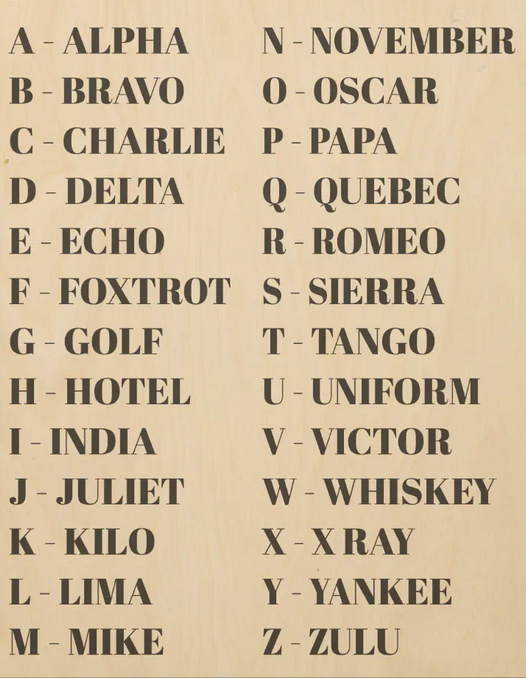 A - ALPHA
B - BRAVO
C - CHARLIE
D - DELTA
E - ECHO
F - FOXTROT
G - GOLF
H - HOTEL
I - INDIA
J - JULIET
K - KILO
L - LIMA
M - MIKE
N - NOVEMBER
O - OSCAR
P - PAPA
Q - QUEBEC
R - ROMEO
S - SIERRA
T - TANGO
U - UNIFORM
V - VICTOR
W - WHISKEY
X - X RAY
Y - YANKEE
Z - ZULU